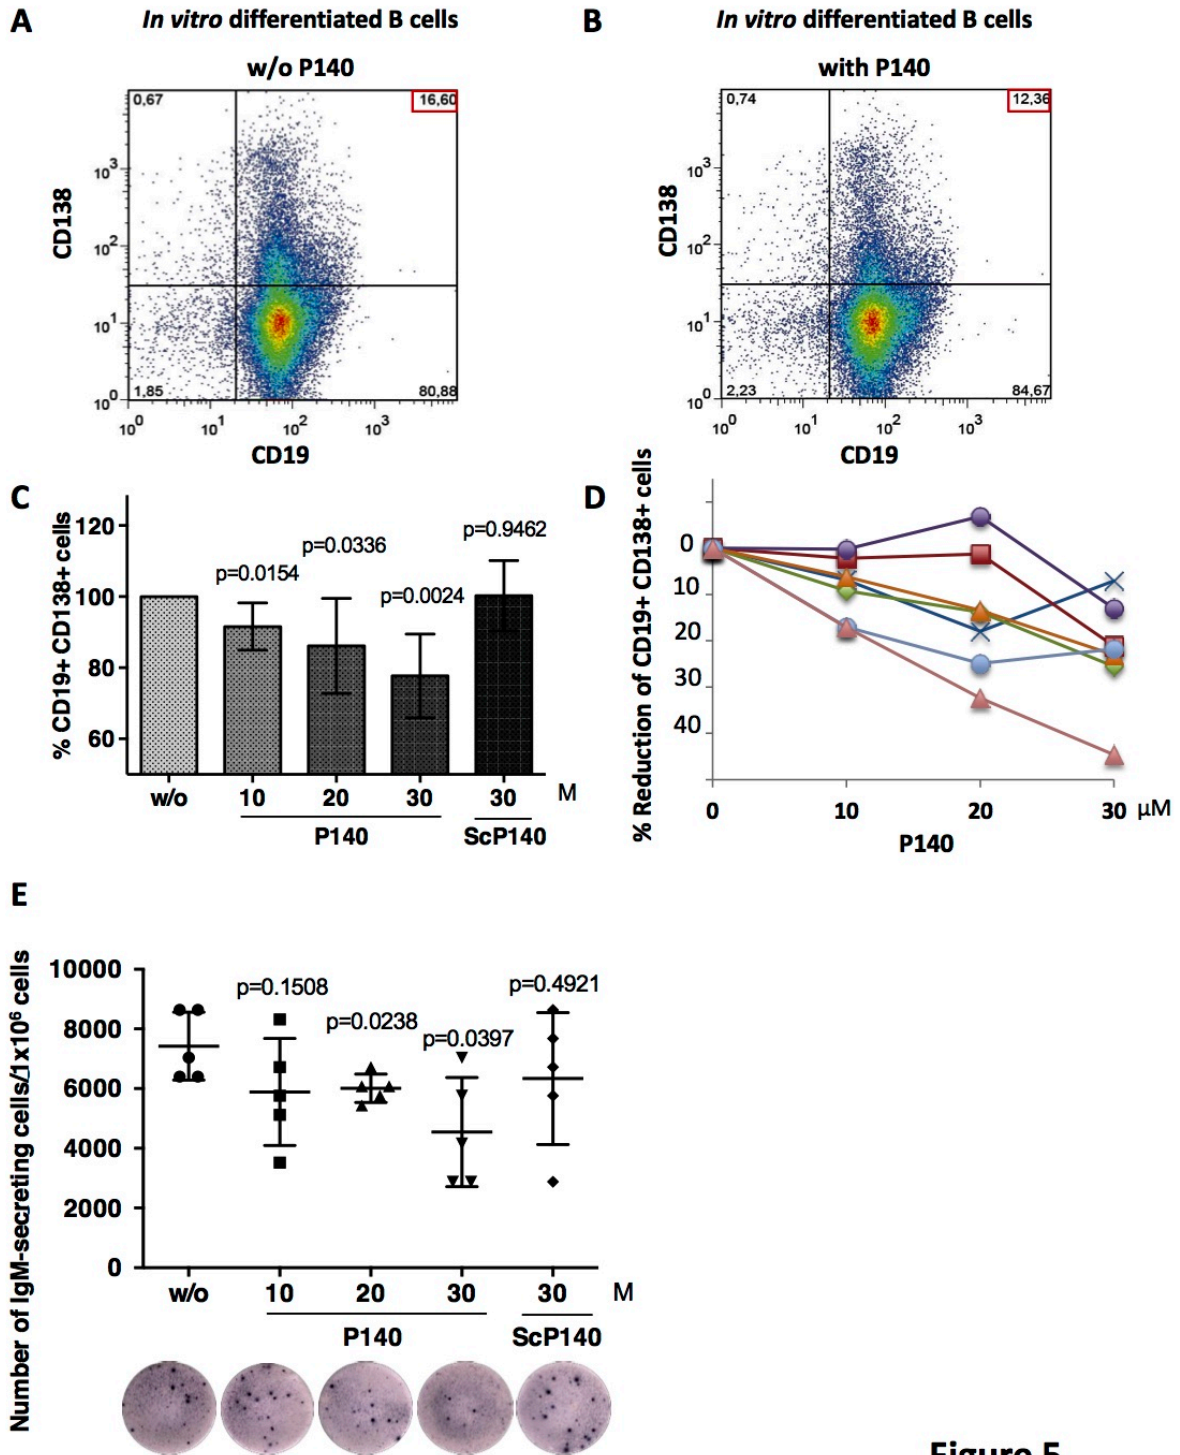 A
In vitro differentiated B cells
w/o P140
0,67
16,60
1,85
80,88
CD138
10³
10²
10¹
10⁰
10⁰ 10¹ 10² 10³
CD19
B
In vitro differentiated B cells
with P140
0,74
12,36
2,23
84,67
CD138
10³
10²
10¹
10⁰
10⁰ 10¹ 10² 10³
CD19
C
% CD19+ CD138+ cells
120
100
80
60
p=0.0154
p=0.0336
p=0.0024
p=0.9462
w/o 10 20 30 30 M
P140 ScP140
D
% Reduction of CD19+ CD138+ cells
0
10
20
30
40
0 10 20 30 µM
P140
E
Number of IgM-secreting cells/1x10⁶ cells
10000
8000
6000
4000
2000
0
p=0.1508
p=0.0238
p=0.0397
p=0.4921
w/o 10 20 30 30 M
P140 ScP140